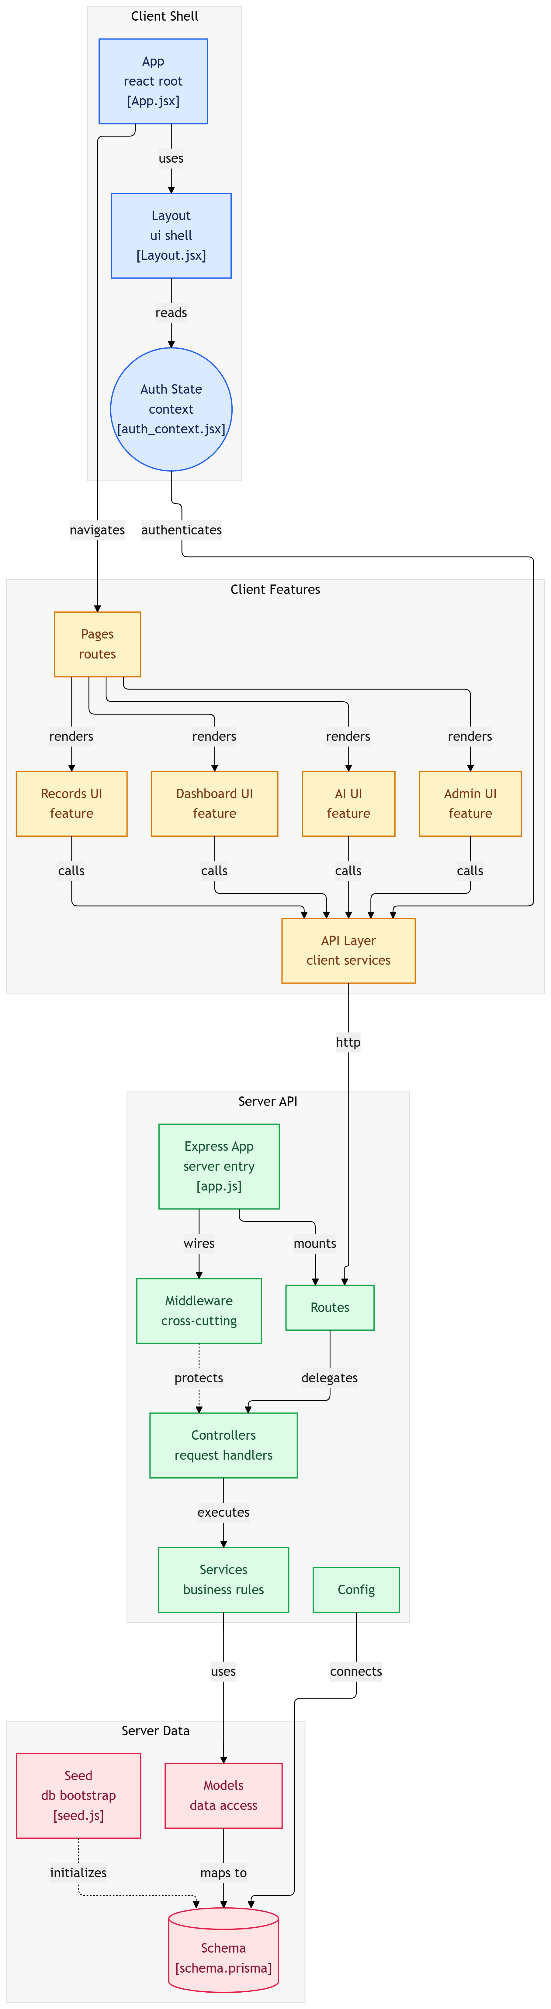 Client Shell
App
react root
[App.jsx]
uses
Layout
ui shell
[Layout.jsx]
reads
Auth State
context
[auth_context.jsx]
navigates
authenticates
Client Features
Pages
routes
renders
renders
renders
renders
Records UI
feature
Dashboard UI
feature
AI UI
feature
Admin UI
feature
calls
calls
calls
calls
API Layer
client services
http
Server API
Express App
server entry
[app.js]
wires
mounts
Middleware
cross-cutting
Routes
protects
delegates
Controllers
request handlers
executes
Services
business rules
Config
uses
connects
Server Data
Seed
db bootstrap
[seed.js]
Models
data access
initializes
maps to
Schema
[schema.prisma]